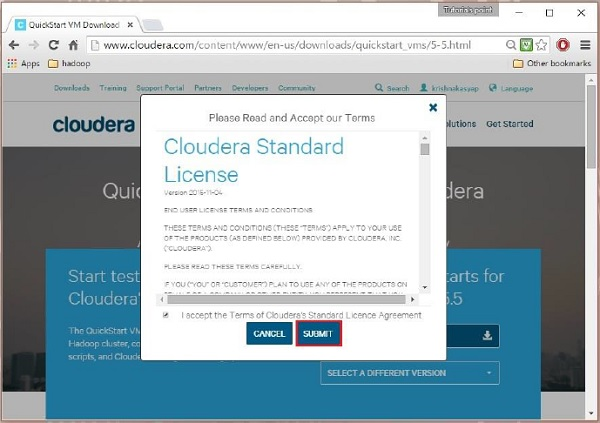 Tutorials point
QuickStart VM Download
www.cloudera.com/content/www/en-us/downloads/quickstart_vms/5-5.html
Apps hadoop Other bookmarks
Downloads Training Support Portal Partners Developers Community Search krishnakasyap Language
cloudera
olutions Get Started
Please Read and Accept our Terms
Cloudera Standard
License
Version 2015-11-04
END USER LICENSE TERMS AND CONDITIONS
THESE TERMS AND CONDITIONS (THESE "TERMS") APPLY TO YOUR USE
OF THE PRODUCTS (AS DEFINED BELOW) PROVIDED BY CLOUDERA, INC.
("CLOUDERA").
PLEASE READ THESE TERMS CAREFULLY.
IF YOU ("YOU" OR "CUSTOMER") PLAN TO USE ANY OF THE PRODUCTS ON
Quic
dera
Start test
Cloudera'
arts for
5.5
The QuickStart VM
Hadoop cluster, co
scripts, and Cloude
I accept the Terms of Cloudera's Standard Licence Agreement
CANCEL SUBMIT
SELECT A DIFFERENT VERSION